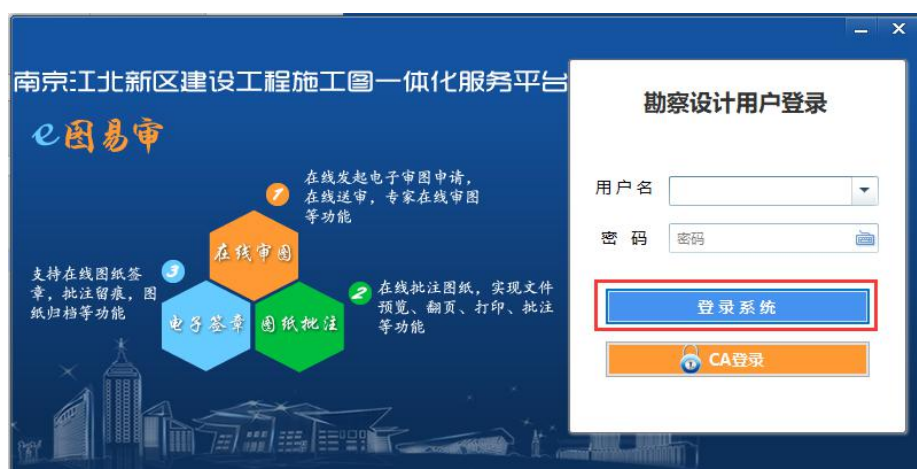 南京江北新区建设工程施工图一体化服务平台
e图易审
1
在线发起电子审图申请，
在线送审，专家在线审图
等功能
在线审图
3
支持在线图纸签
章，批注留痕，图
纸归档等功能
电子签章
图纸批注
2
在线批注图纸，实现文件
预览、翻页、打印、批注
等功能
勘察设计用户登录
用户名
密 码
密码
登录系统
CA登录